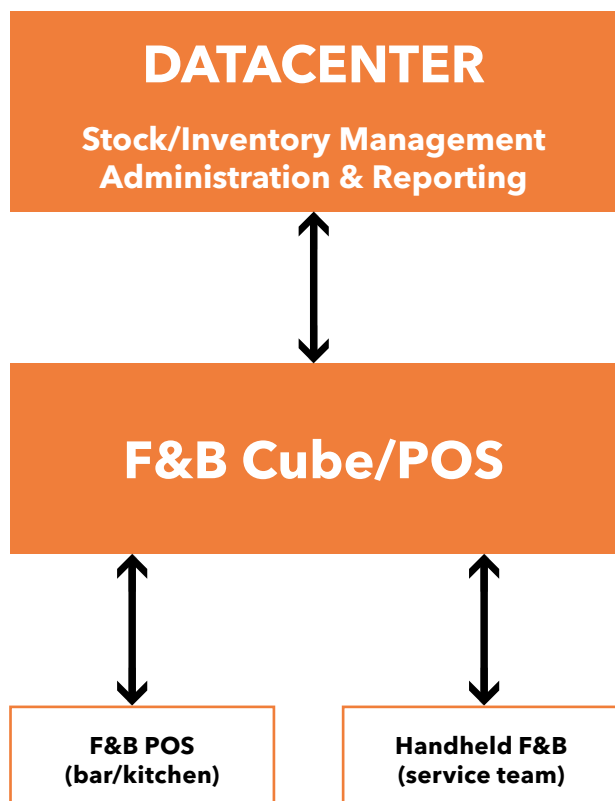 DATACENTER
Stock/Inventory Management
Administration & Reporting
F&B Cube/POS
F&B POS
(bar/kitchen)
Handheld F&B
(service team)